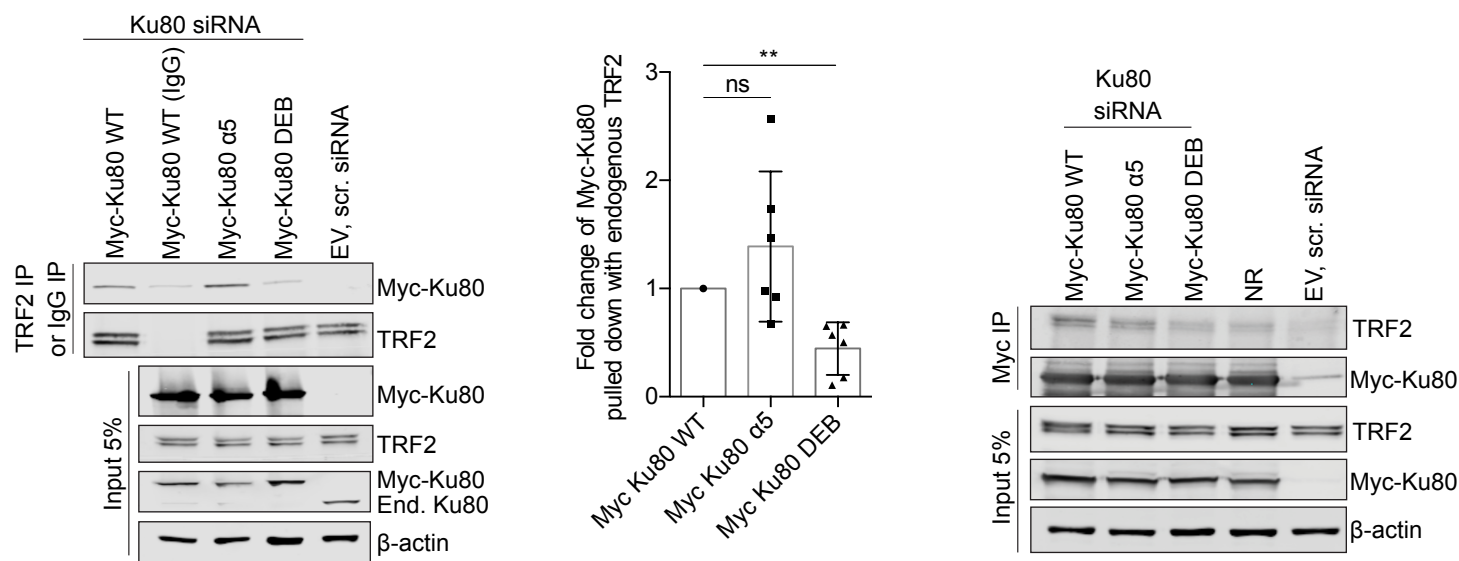 Ku80 siRNA
Myc-Ku80 WT
Myc-Ku80 WT (IgG)
Myc-Ku80 α5
Myc-Ku80 DEB
EV, scr. siRNA
TRF2 IP
or IgG IP
Myc-Ku80
TRF2
Input 5%
Myc-Ku80
TRF2
Myc-Ku80
End. Ku80
β-actin
Fold change of Myc-Ku80
pulled down with endogenous TRF2
3
2
1
0
**
ns
Myc Ku80 WT
Myc Ku80 α5
Myc Ku80 DEB
Ku80
siRNA
Myc-Ku80 WT
Myc-Ku80 α5
Myc-Ku80 DEB
NR
EV, scr. siRNA
Myc IP
TRF2
Myc-Ku80
Input 5%
TRF2
Myc-Ku80
β-actin